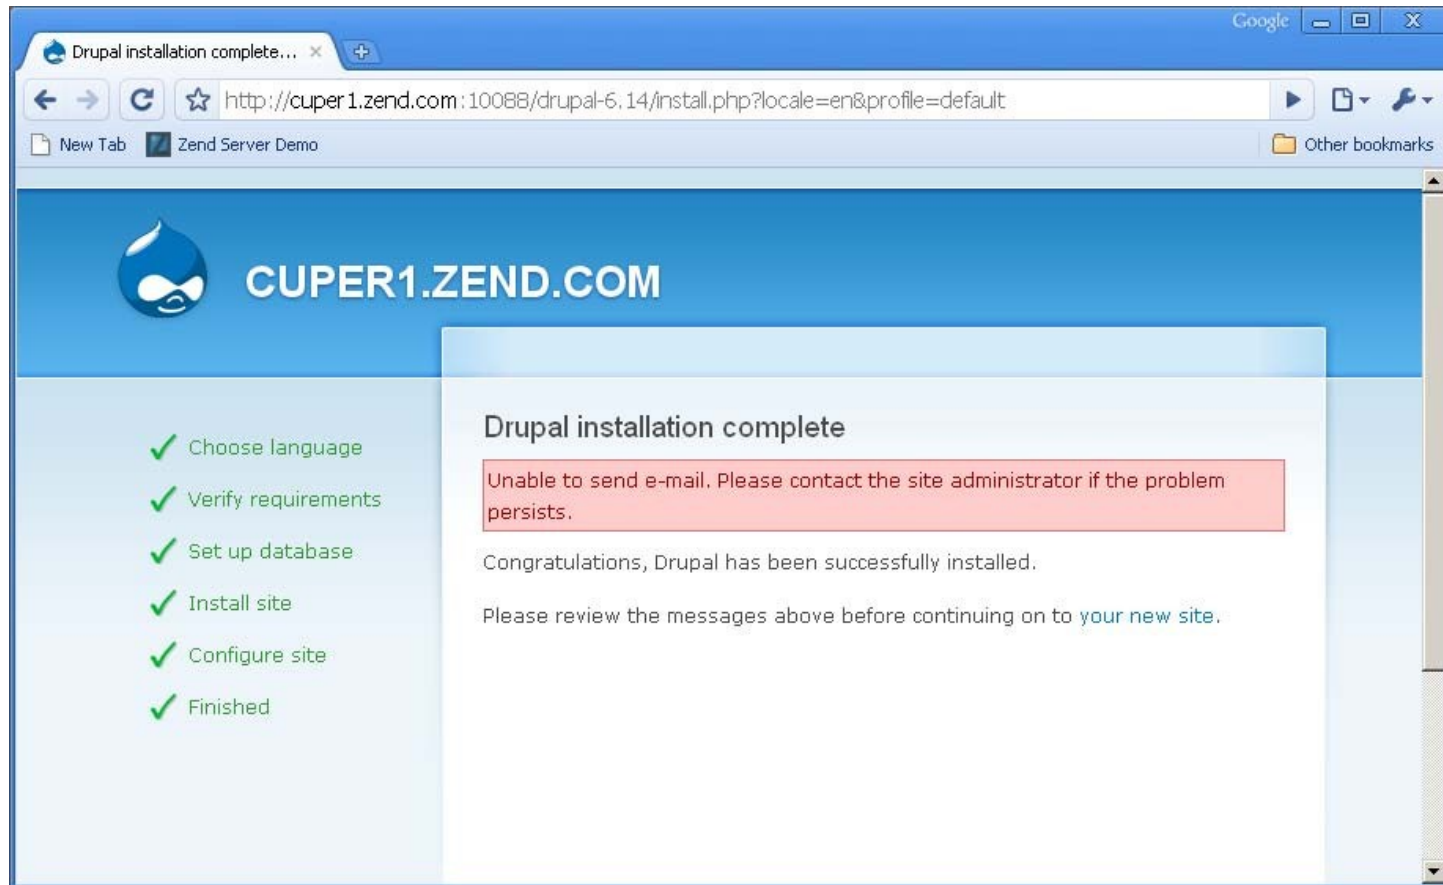 Google
Drupal installation complete...
http://cuper1.zend.com:10088/drupal-6.14/install.php?locale=en&profile=default
New Tab
Zend Server Demo
Other bookmarks
CUPER1.ZEND.COM
Choose language
Verify requirements
Set up database
Install site
Configure site
Finished
Drupal installation complete
Unable to send e-mail. Please contact the site administrator if the problem
persists.
Congratulations, Drupal has been successfully installed.
Please review the messages above before continuing on to your new site.